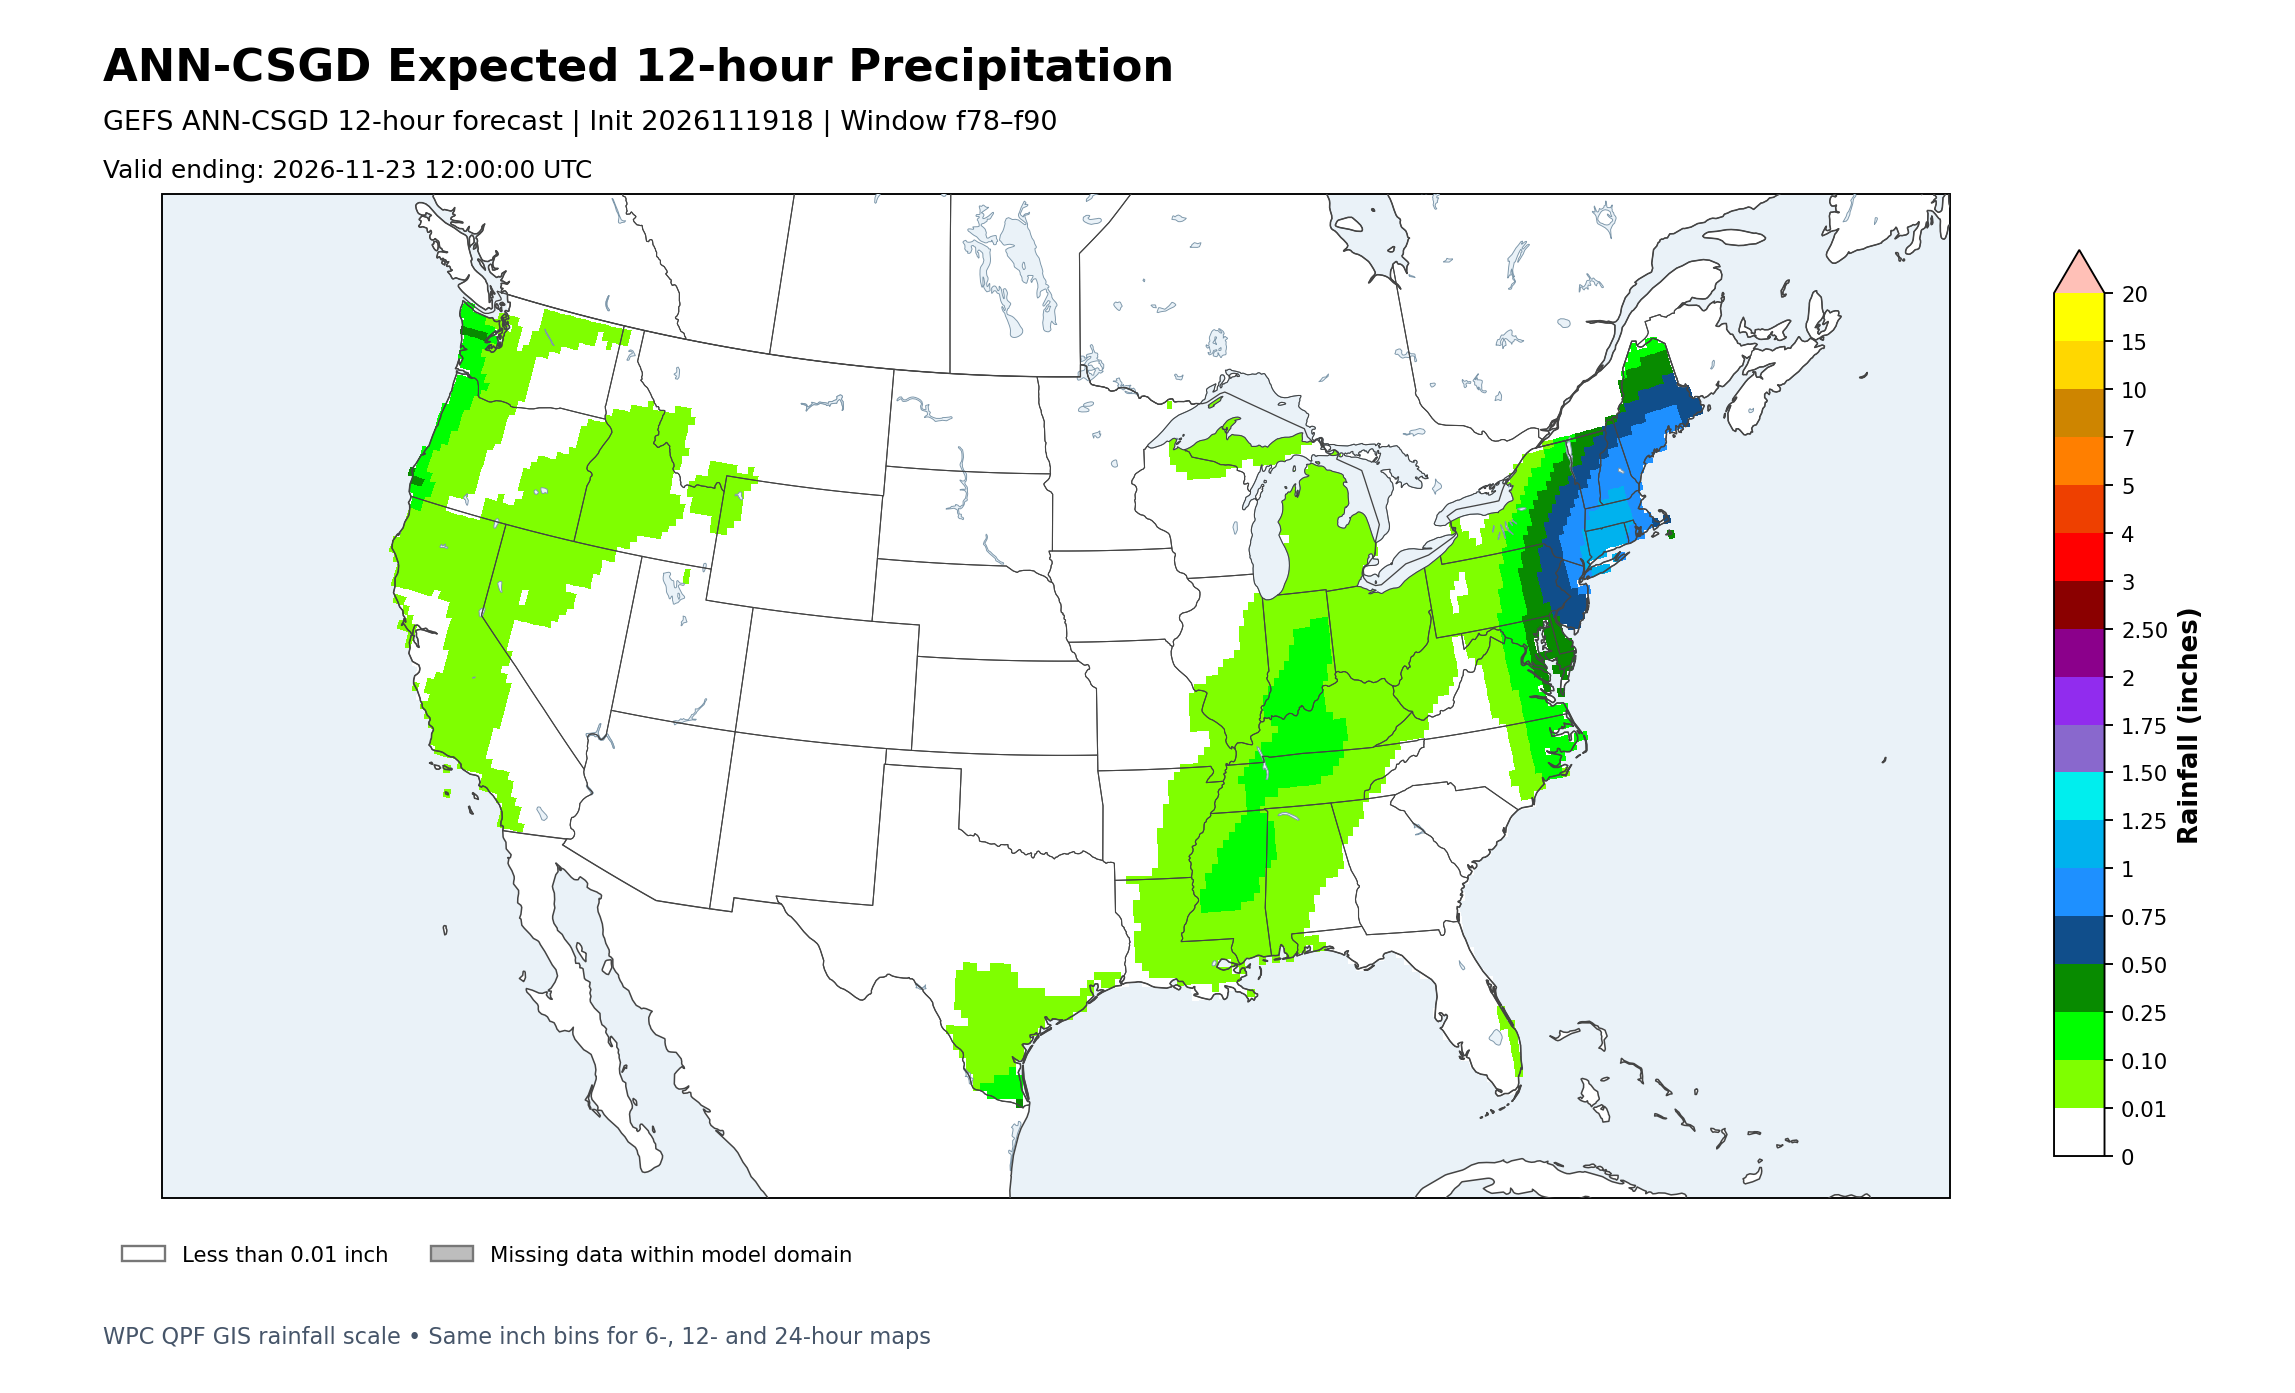 ANN-CSGD Expected 12-hour Precipitation
GEFS ANN-CSGD 12-hour forecast | Init 2026111918 | Window f78–f90
Valid ending: 2026-11-23 12:00:00 UTC
20
15
10
7
5
4
3
2.50
2
1.75
1.50
1.25
1
0.75
0.50
0.25
0.10
0.01
0
Rainfall (inches)
Less than 0.01 inch
Missing data within model domain
WPC QPF GIS rainfall scale • Same inch bins for 6-, 12- and 24-hour maps